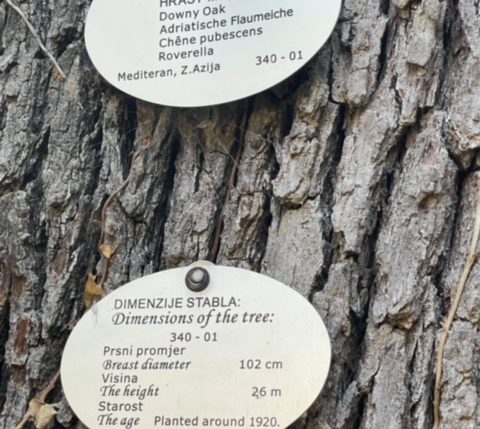 HRAST
Downy Oak
Adriatische Flaumeiche
Chêne pubescens
Roverella
Mediteran, Z.Azija 340 - 01
DIMENZIJE STABLA:
Dimensions of the tree:
340 - 01
Prsni promjer
Breast diameter 102 cm
Visina
The height 26 m
Starost
The age Planted around 1920.